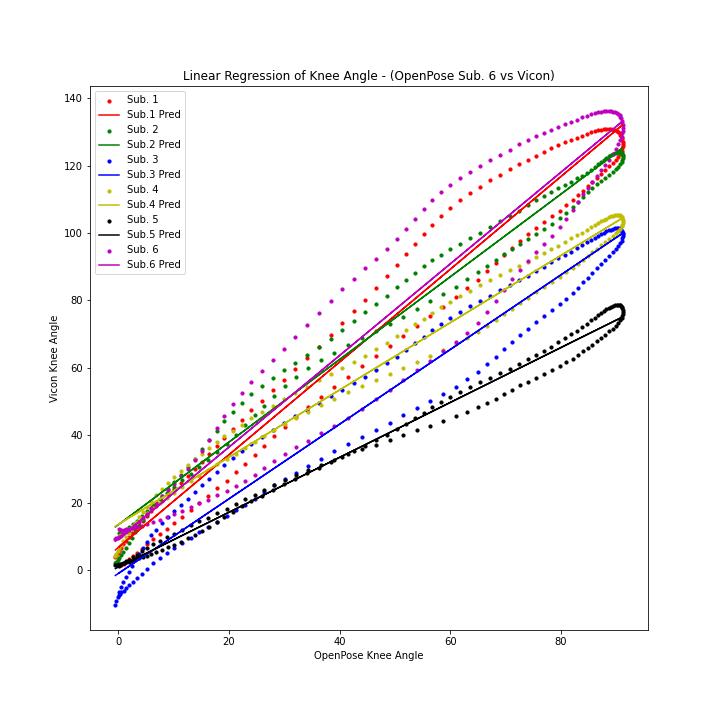 Linear Regression of Knee Angle - (OpenPose Sub. 6 vs Vicon)
Sub. 1
Sub.1 Pred
Sub. 2
Sub.2 Pred
Sub. 3
Sub.3 Pred
Sub. 4
Sub.4 Pred
Sub. 5
Sub.5 Pred
Sub. 6
Sub.6 Pred
140
120
100
80
60
40
20
0
Vicon Knee Angle
0 20 40 60 80
OpenPose Knee Angle